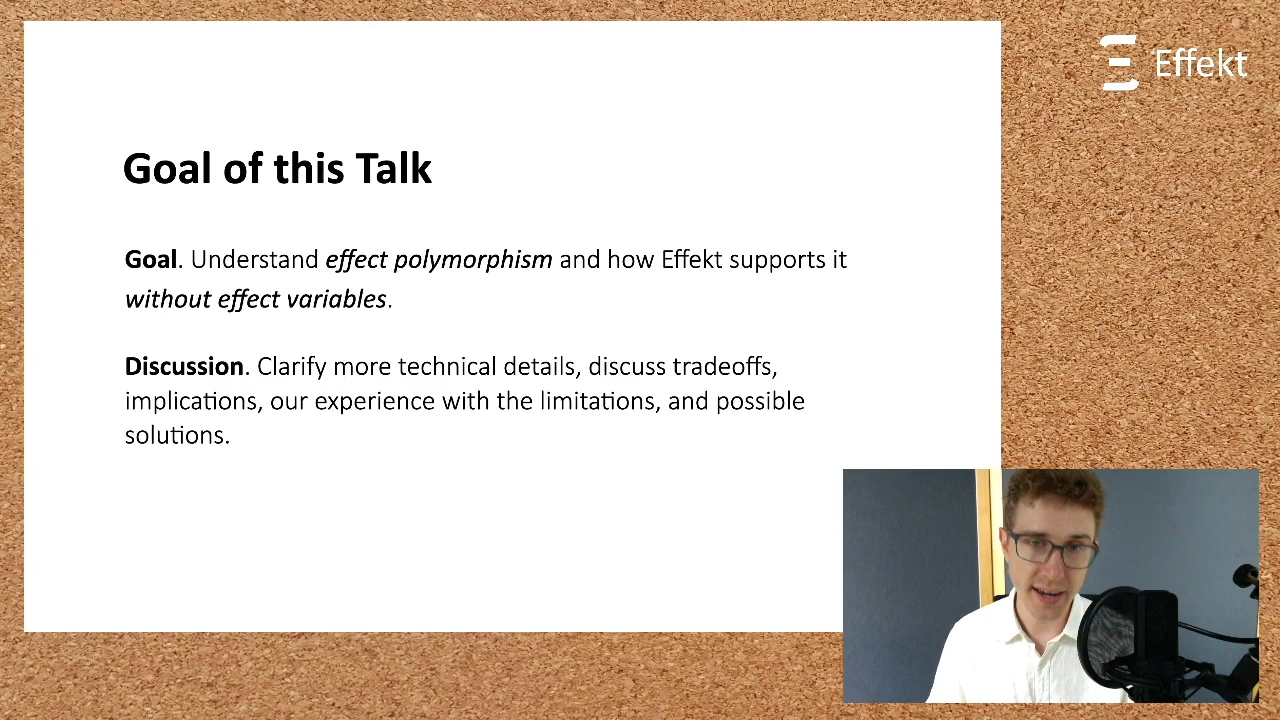 Effekt
Goal of this Talk
Goal. Understand effect polymorphism and how Effekt supports it
without effect variables.
Discussion. Clarify more technical details, discuss tradeoffs,
implications, our experience with the limitations, and possible
solutions.